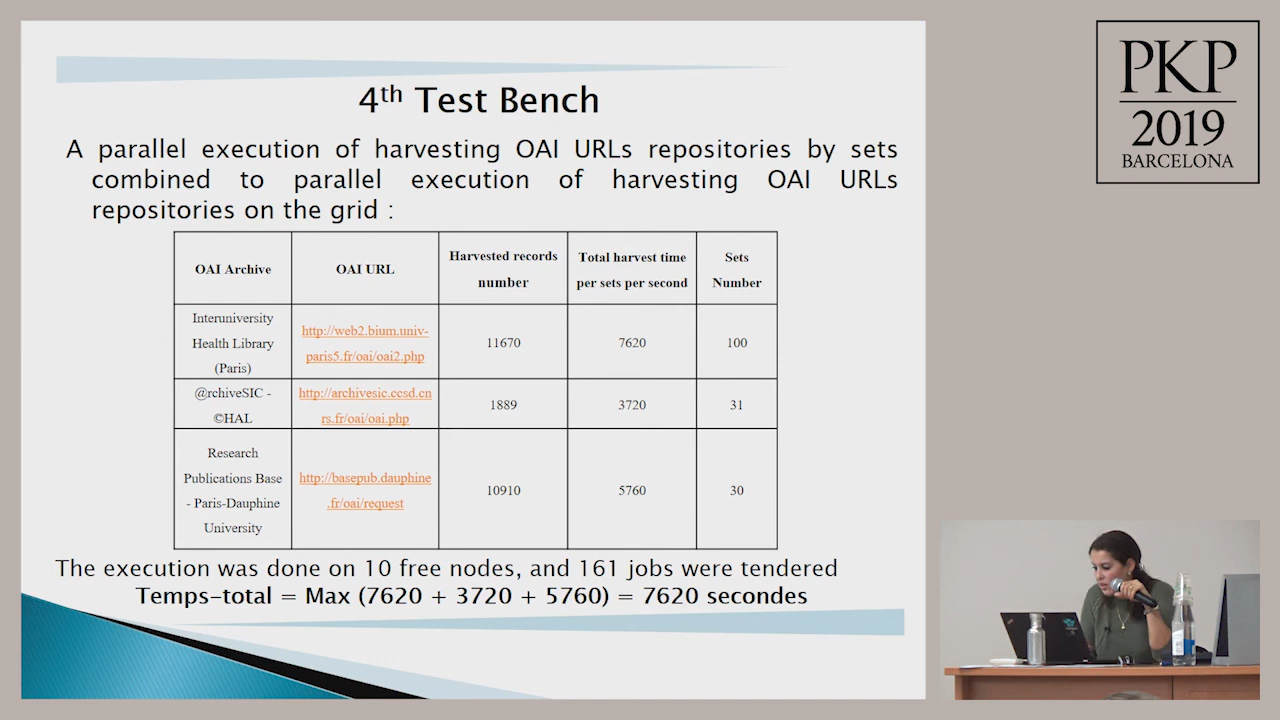 4th Test Bench
A parallel execution of harvesting OAI URLs repositories by sets
combined to parallel execution of harvesting OAI URLs
repositories on the grid :
OAI Archive
OAI URL
Harvested records
number
Total harvest time
per sets per second
Sets
Number
Interuniversity
Health Library
(Paris)
http://web2.bium.univ-
paris5.fr/oai/oai2.php
11670
7620
100
@rchiveSIC -
©HAL
http://archivesic.ccsd.cn
rs.fr/oai/oai.php
1889
3720
31
Research
Publications Base
- Paris-Dauphine
University
http://basepub.dauphine
.fr/oai/request
10910
5760
30
The execution was done on 10 free nodes, and 161 jobs were tendered
Temps-total = Max (7620 + 3720 + 5760) = 7620 secondes
PKP
2019
BARCELONA